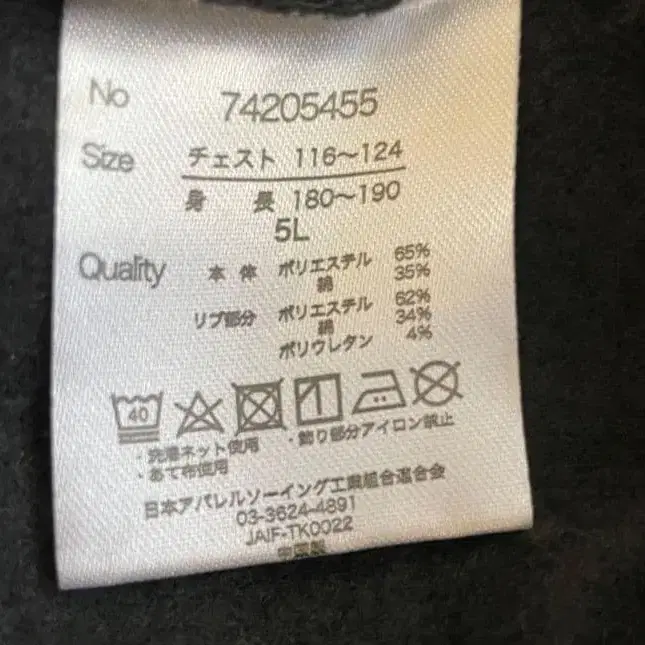 No 74205455
Size チェスト 116～124
身 長 180～190
5L
Quality 本 体 ポリエステル 65%
綿 35%
リブ部分 ポリエステル 62%
綿 34%
ポリウレタン 4%
40
・洗濯ネット使用 ・飾り部分アイロン禁止
・あて布使用
日本アパレルソーイング工業組合連合会
03-3624-4891
JAIF-TK0022
中国製